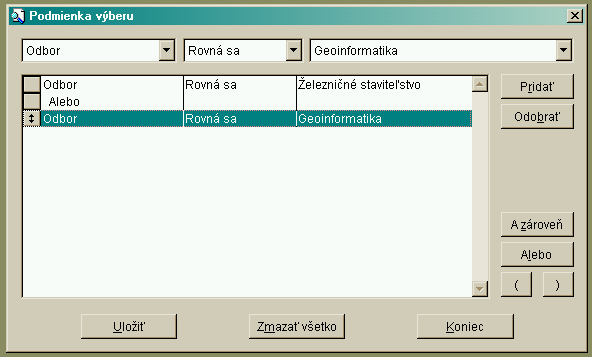 Podmienka výberu
Odbor Rovná sa Geoinformatika
Odbor Rovná sa Železničné staviteľstvo
Alebo
Odbor Rovná sa Geoinformatika
Pridať
Odobrať
A zároveň
Alebo
( )
Uložiť Zmazať všetko Koniec